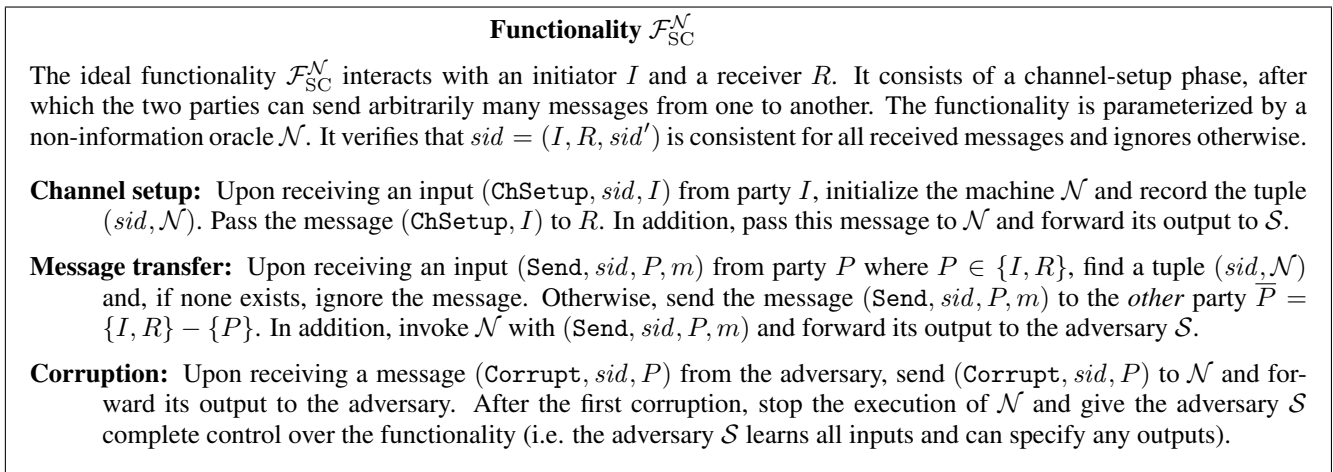 Functionality $\mathcal{F}_{\mathrm{SC}}^{\mathcal{N}}$
The ideal functionality $\mathcal{F}_{\mathrm{SC}}^{\mathcal{N}}$ interacts with an initiator $I$ and a receiver $R$. It consists of a channel-setup phase, after
which the two parties can send arbitrarily many messages from one to another. The functionality is parameterized by a
non-information oracle $\mathcal{N}$. It verifies that $sid = (I, R, sid')$ is consistent for all received messages and ignores otherwise.
Channel setup: Upon receiving an input $(\mathtt{ChSetup}, sid, I)$ from party $I$, initialize the machine $\mathcal{N}$ and record the tuple
$(sid, \mathcal{N})$. Pass the message $(\mathtt{ChSetup}, I)$ to $R$. In addition, pass this message to $\mathcal{N}$ and forward its output to $\mathcal{S}$.
Message transfer: Upon receiving an input $(\mathtt{Send}, sid, P, m)$ from party $P$ where $P \in \{I, R\}$, find a tuple $(sid, \mathcal{N})$
and, if none exists, ignore the message. Otherwise, send the message $(\mathtt{Send}, sid, P, m)$ to the other party $\overline{P} =$
$\{I, R\} - \{P\}$. In addition, invoke $\mathcal{N}$ with $(\mathtt{Send}, sid, P, m)$ and forward its output to the adversary $\mathcal{S}$.
Corruption: Upon receiving a message $(\mathtt{Corrupt}, sid, P)$ from the adversary, send $(\mathtt{Corrupt}, sid, P)$ to $\mathcal{N}$ and for-
ward its output to the adversary. After the first corruption, stop the execution of $\mathcal{N}$ and give the adversary $\mathcal{S}$
complete control over the functionality (i.e. the adversary $\mathcal{S}$ learns all inputs and can specify any outputs).